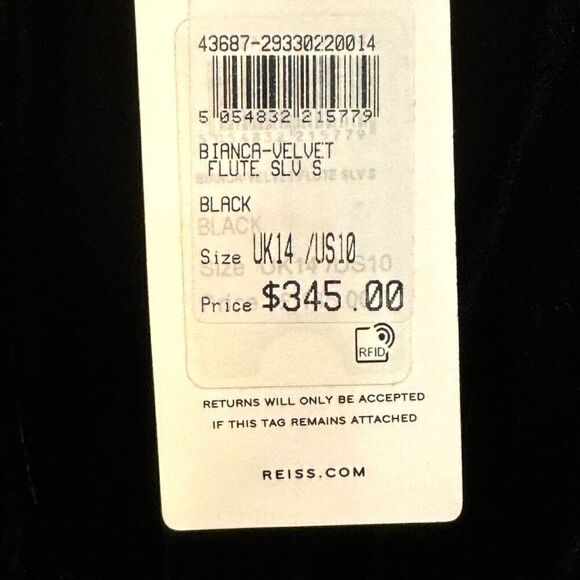 43687-29330220014
5 054832 215779
BIANCA-VELVET
FLUTE SLV S
BLACK
Size UK14 /US10
Price $345.00
RFID
RETURNS WILL ONLY BE ACCEPTED
IF THIS TAG REMAINS ATTACHED
REISS.COM